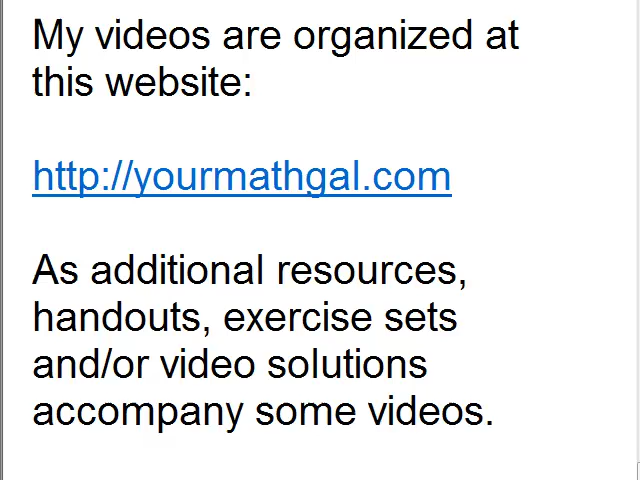 My videos are organized at
this website:
http://yourmathgal.com
As additional resources,
handouts, exercise sets
and/or video solutions
accompany some videos.